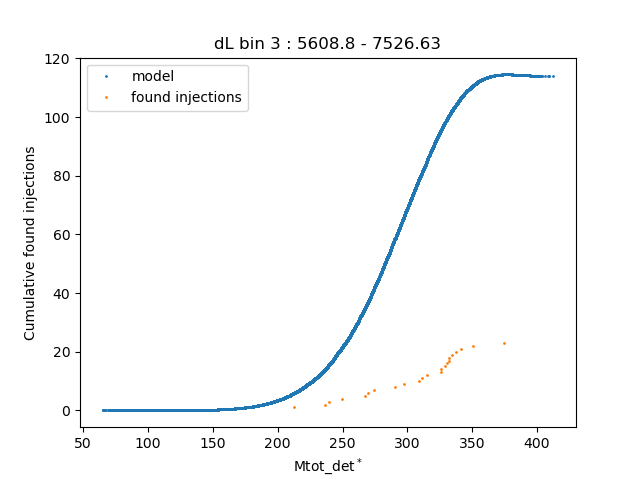 dL bin 3 : 5608.8 - 7526.63
model
found injections
Cumulative found injections
120
100
80
60
40
20
0
50 100 150 200 250 300 350 400
Mtot_det*